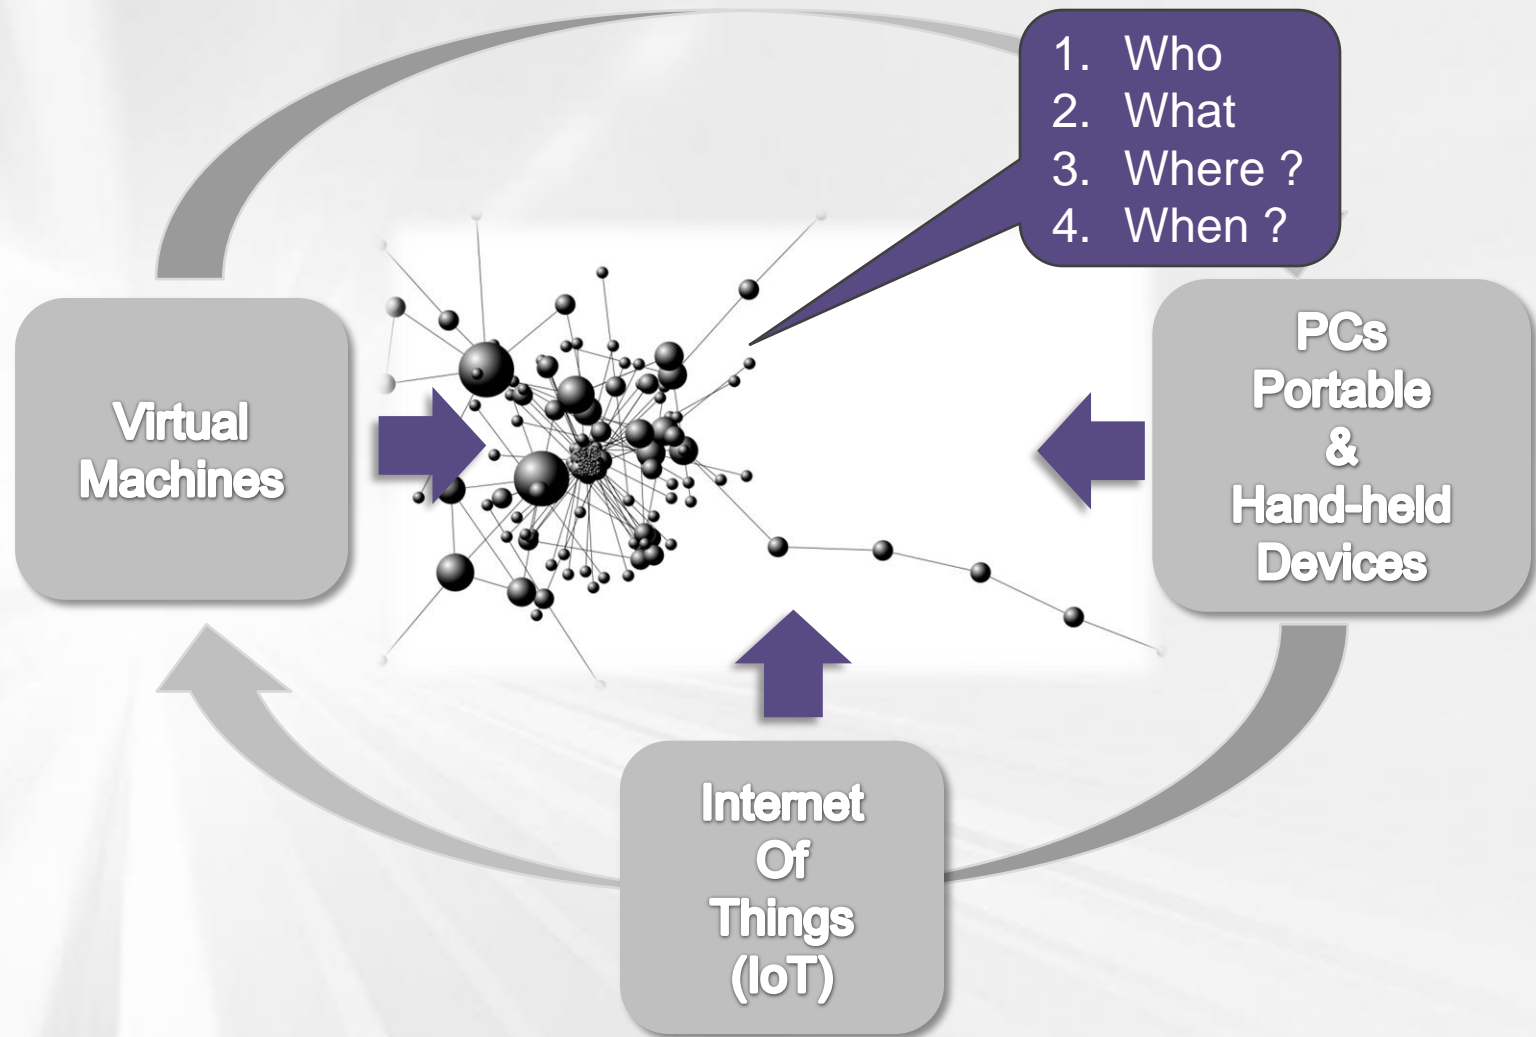 1. Who
2. What
3. Where ?
4. When ?
Virtual
Machines
PCs
Portable
&
Hand-held
Devices
Internet
Of
Things
(IoT)